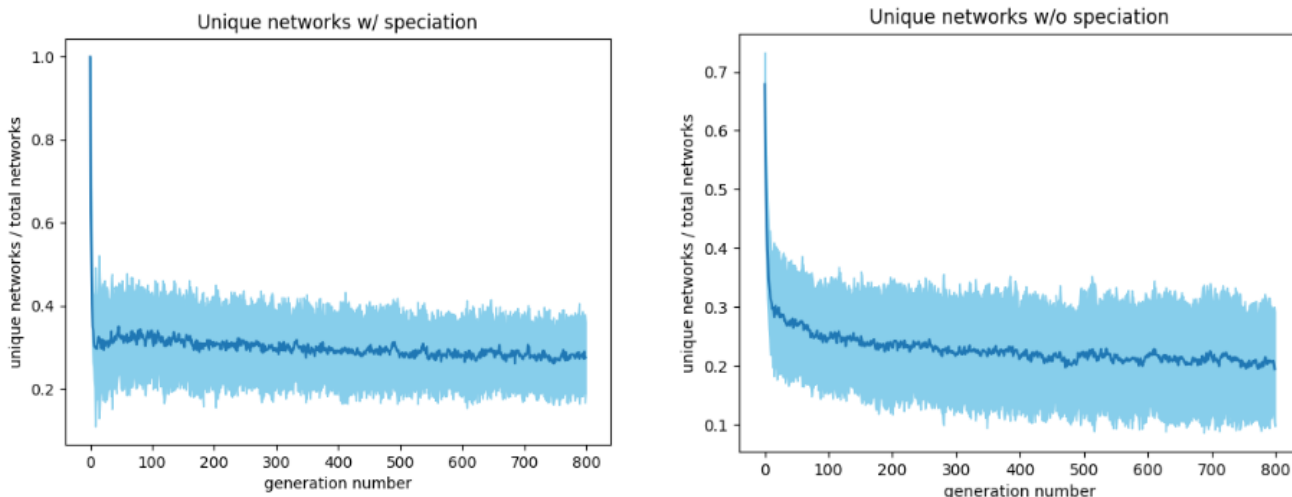 Unique networks w/ speciation
unique networks / total networks
1.0
0.8
0.6
0.4
0.2
0 100 200 300 400 500 600 700 800
generation number
Unique networks w/o speciation
unique networks / total networks
0.7
0.6
0.5
0.4
0.3
0.2
0.1
0 100 200 300 400 500 600 700 800
generation number